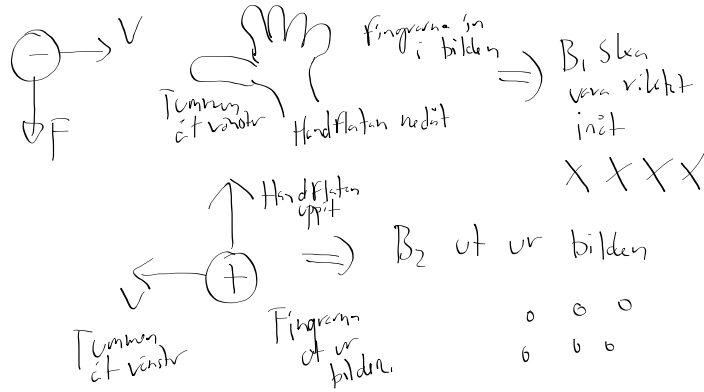 V
-
F
Tummen
åt vänster
Handflatan nedåt
Fingrarna in
i bilden
⇒
B₁ ska
vara riktat
inåt
X X X X
Handflatan
uppåt
+
V
Tummen
åt vänster
Fingrarna
ut ur
bilden.
⇒
B₂ ut ur bilden